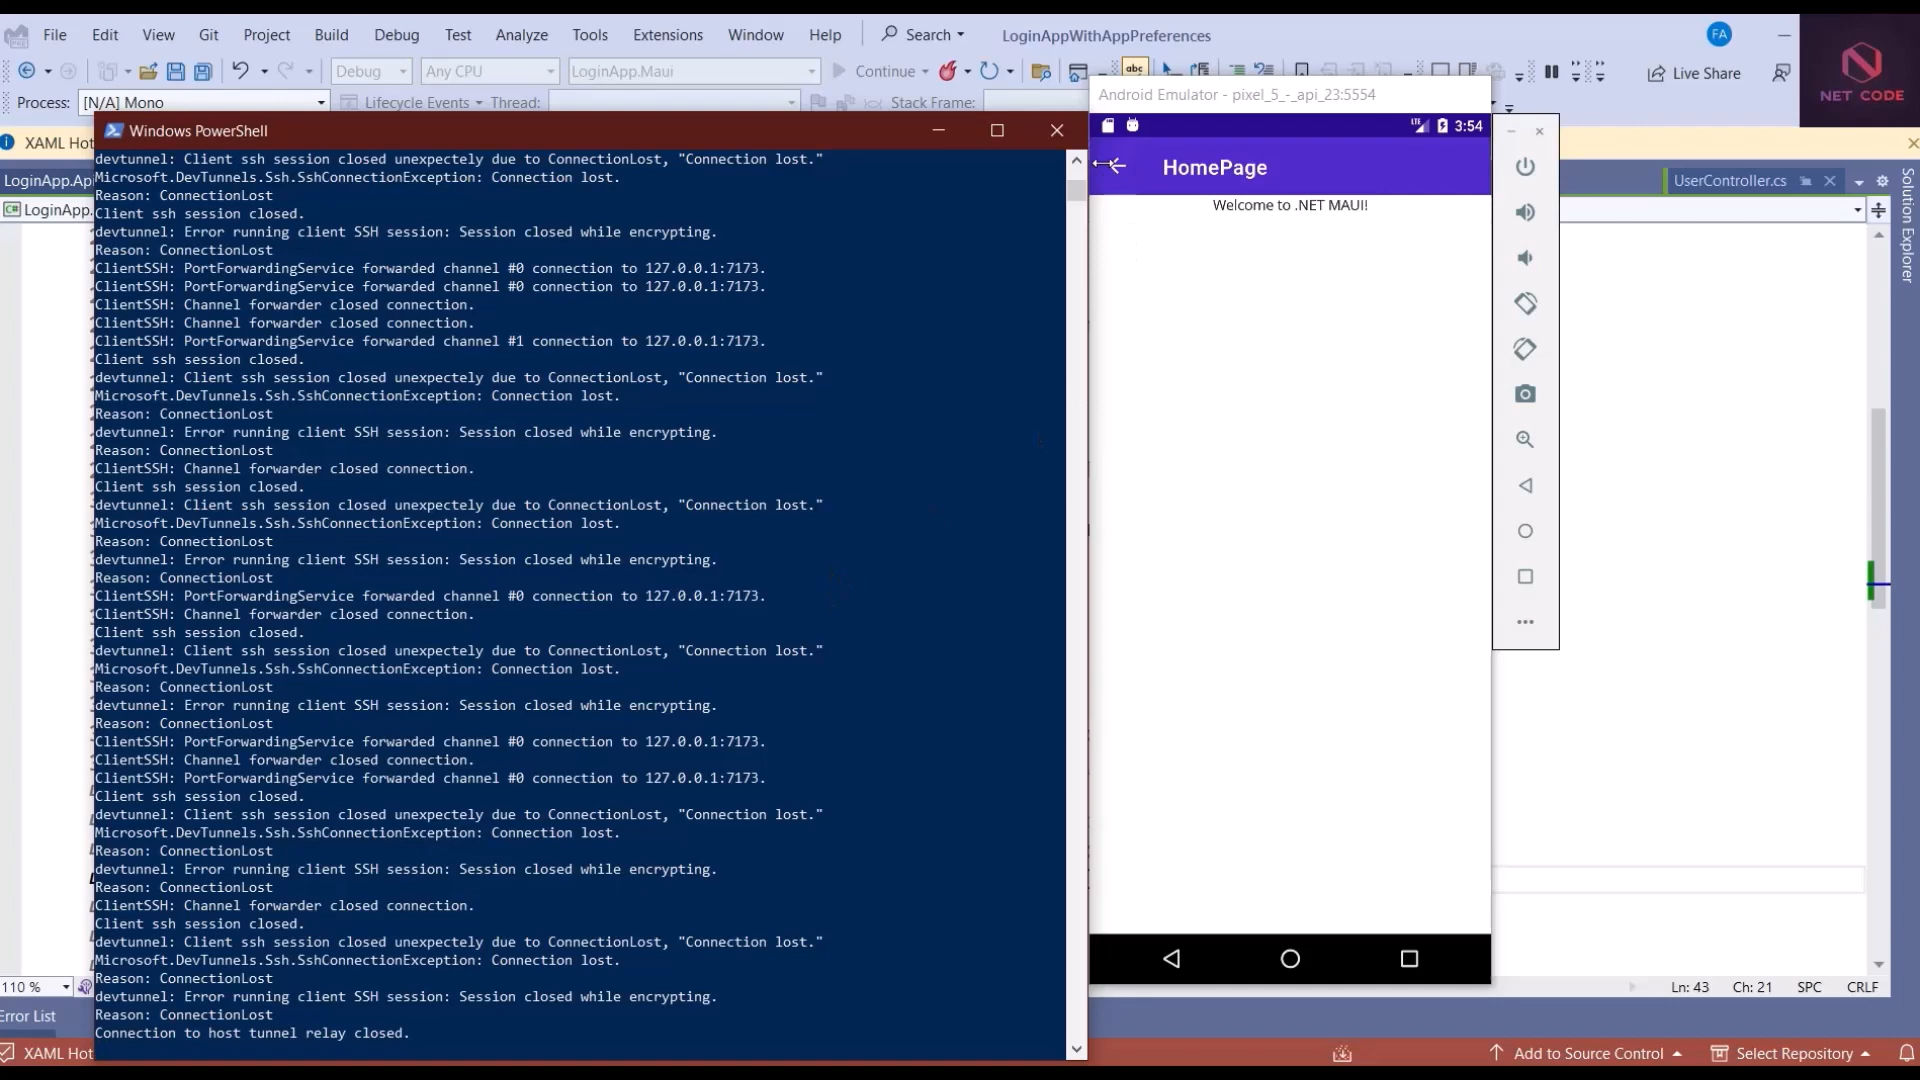 File Edit View Git Project Build Debug Test Analyze Tools Extensions Window Help Search LoginAppWithAppPreferences FA
Debug Any CPU LoginApp.Maui Continue abc Live Share
NET CODE
Process: [N/A] Mono Lifecycle Events Thread: Stack Frame:
XAML Hot
LoginApp.Ap
LoginApp.
UserController.cs
Solution Explorer
Windows PowerShell
devtunnel: Client ssh session closed unexpectely due to ConnectionLost, "Connection lost."
Microsoft.DevTunnels.Ssh.SshConnectionException: Connection lost.
Reason: ConnectionLost
Client ssh session closed.
devtunnel: Error running client SSH session: Session closed while encrypting.
Reason: ConnectionLost
ClientSSH: PortForwardingService forwarded channel #0 connection to 127.0.0.1:7173.
ClientSSH: PortForwardingService forwarded channel #0 connection to 127.0.0.1:7173.
ClientSSH: Channel forwarder closed connection.
ClientSSH: Channel forwarder closed connection.
ClientSSH: PortForwardingService forwarded channel #1 connection to 127.0.0.1:7173.
Client ssh session closed.
devtunnel: Client ssh session closed unexpectely due to ConnectionLost, "Connection lost."
Microsoft.DevTunnels.Ssh.SshConnectionException: Connection lost.
Reason: ConnectionLost
devtunnel: Error running client SSH session: Session closed while encrypting.
Reason: ConnectionLost
ClientSSH: Channel forwarder closed connection.
Client ssh session closed.
devtunnel: Client ssh session closed unexpectely due to ConnectionLost, "Connection lost."
Microsoft.DevTunnels.Ssh.SshConnectionException: Connection lost.
Reason: ConnectionLost
devtunnel: Error running client SSH session: Session closed while encrypting.
Reason: ConnectionLost
ClientSSH: PortForwardingService forwarded channel #0 connection to 127.0.0.1:7173.
ClientSSH: Channel forwarder closed connection.
Client ssh session closed.
devtunnel: Client ssh session closed unexpectely due to ConnectionLost, "Connection lost."
Microsoft.DevTunnels.Ssh.SshConnectionException: Connection lost.
Reason: ConnectionLost
devtunnel: Error running client SSH session: Session closed while encrypting.
Reason: ConnectionLost
ClientSSH: PortForwardingService forwarded channel #0 connection to 127.0.0.1:7173.
ClientSSH: Channel forwarder closed connection.
ClientSSH: PortForwardingService forwarded channel #0 connection to 127.0.0.1:7173.
Client ssh session closed.
devtunnel: Client ssh session closed unexpectely due to ConnectionLost, "Connection lost."
Microsoft.DevTunnels.Ssh.SshConnectionException: Connection lost.
Reason: ConnectionLost
devtunnel: Error running client SSH session: Session closed while encrypting.
Reason: ConnectionLost
ClientSSH: Channel forwarder closed connection.
Client ssh session closed.
devtunnel: Client ssh session closed unexpectely due to ConnectionLost, "Connection lost."
Microsoft.DevTunnels.Ssh.SshConnectionException: Connection lost.
Reason: ConnectionLost
devtunnel: Error running client SSH session: Session closed while encrypting.
Reason: ConnectionLost
Connection to host tunnel relay closed.
Android Emulator - pixel_5_-_api_23:5554
LTE 3:54
HomePage
Welcome to .NET MAUI!
110 %
Ln: 43 Ch: 21 SPC CRLF
Error List
XAML Hot
Add to Source Control Select Repository